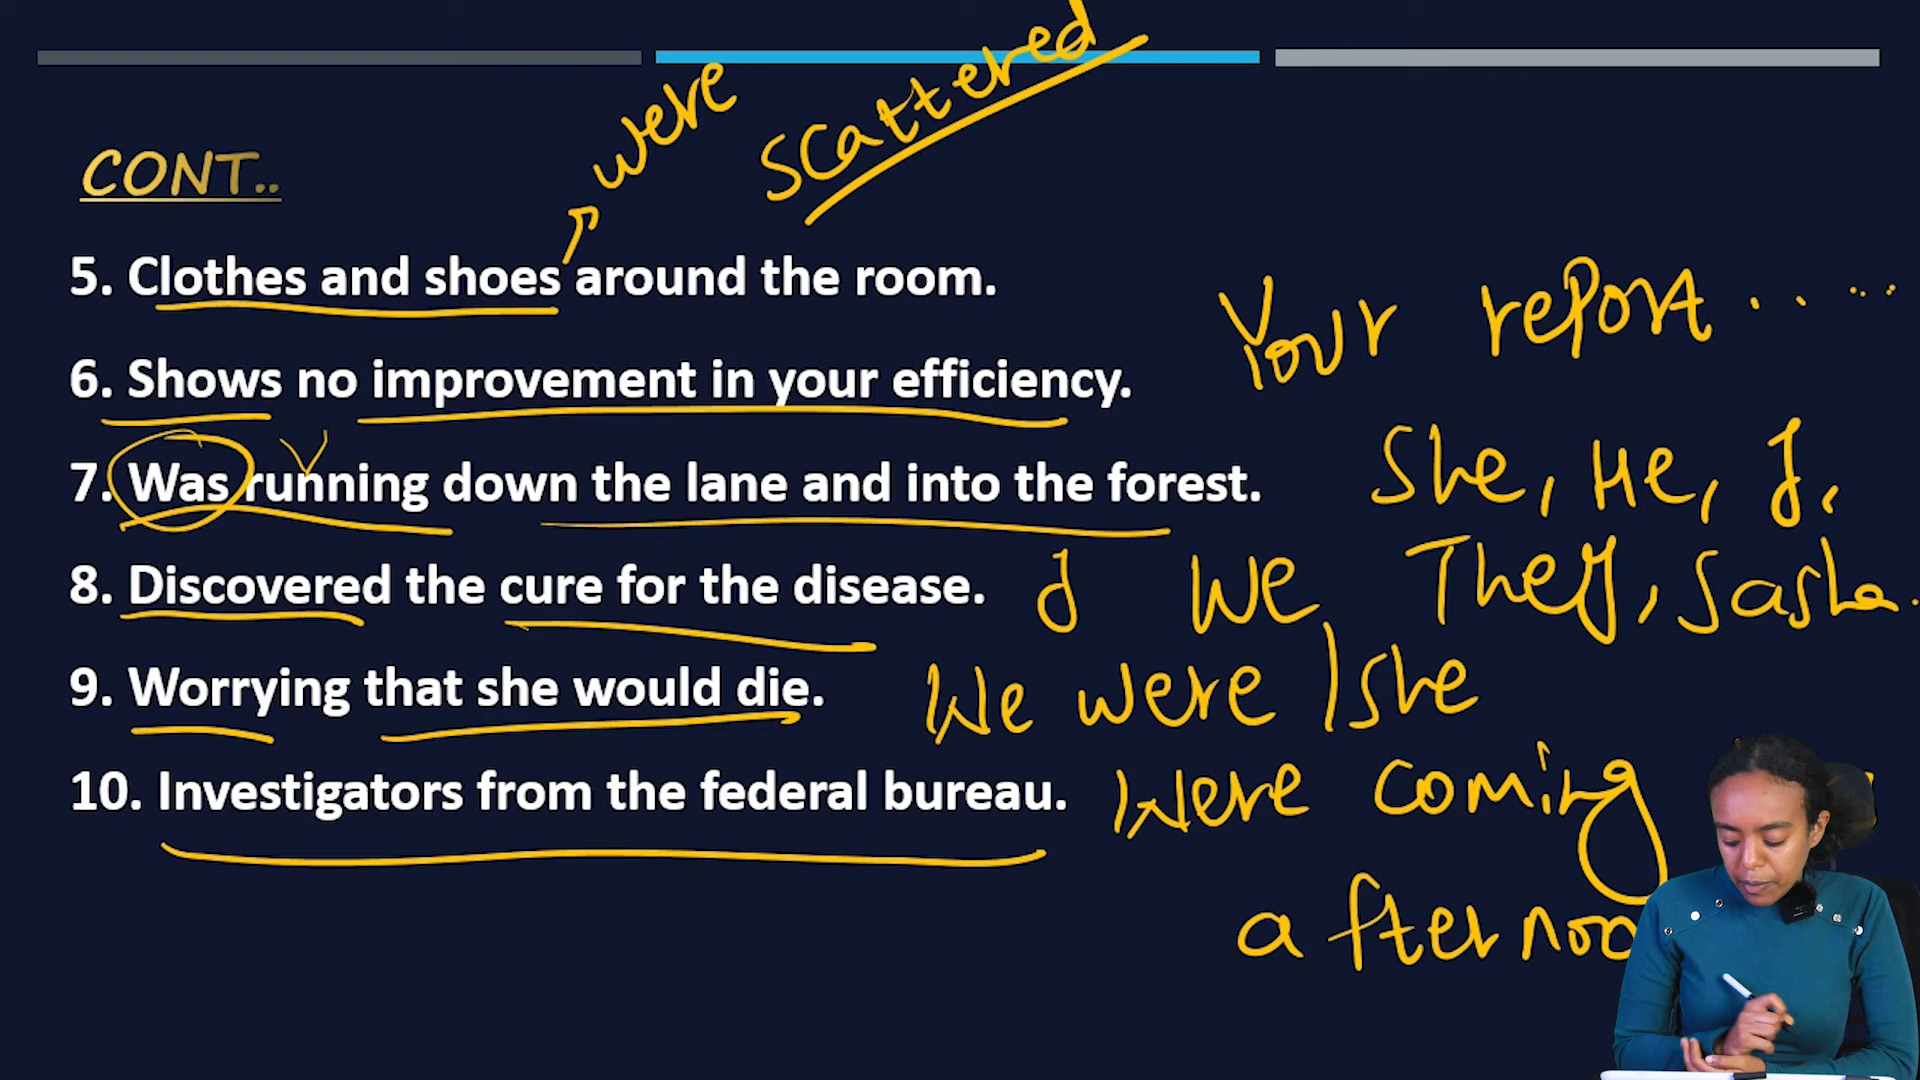 were scattered
CONT..
5. Clothes and shoes around the room.
Your report . . . . .
6. Shows no improvement in your efficiency.
7. Was running down the lane and into the forest.
She, He, I,
8. Discovered the cure for the disease.
I We, They, Sasha.
9. Worrying that she would die.
We were / She
10. Investigators from the federal bureau.
were coming
afternoo